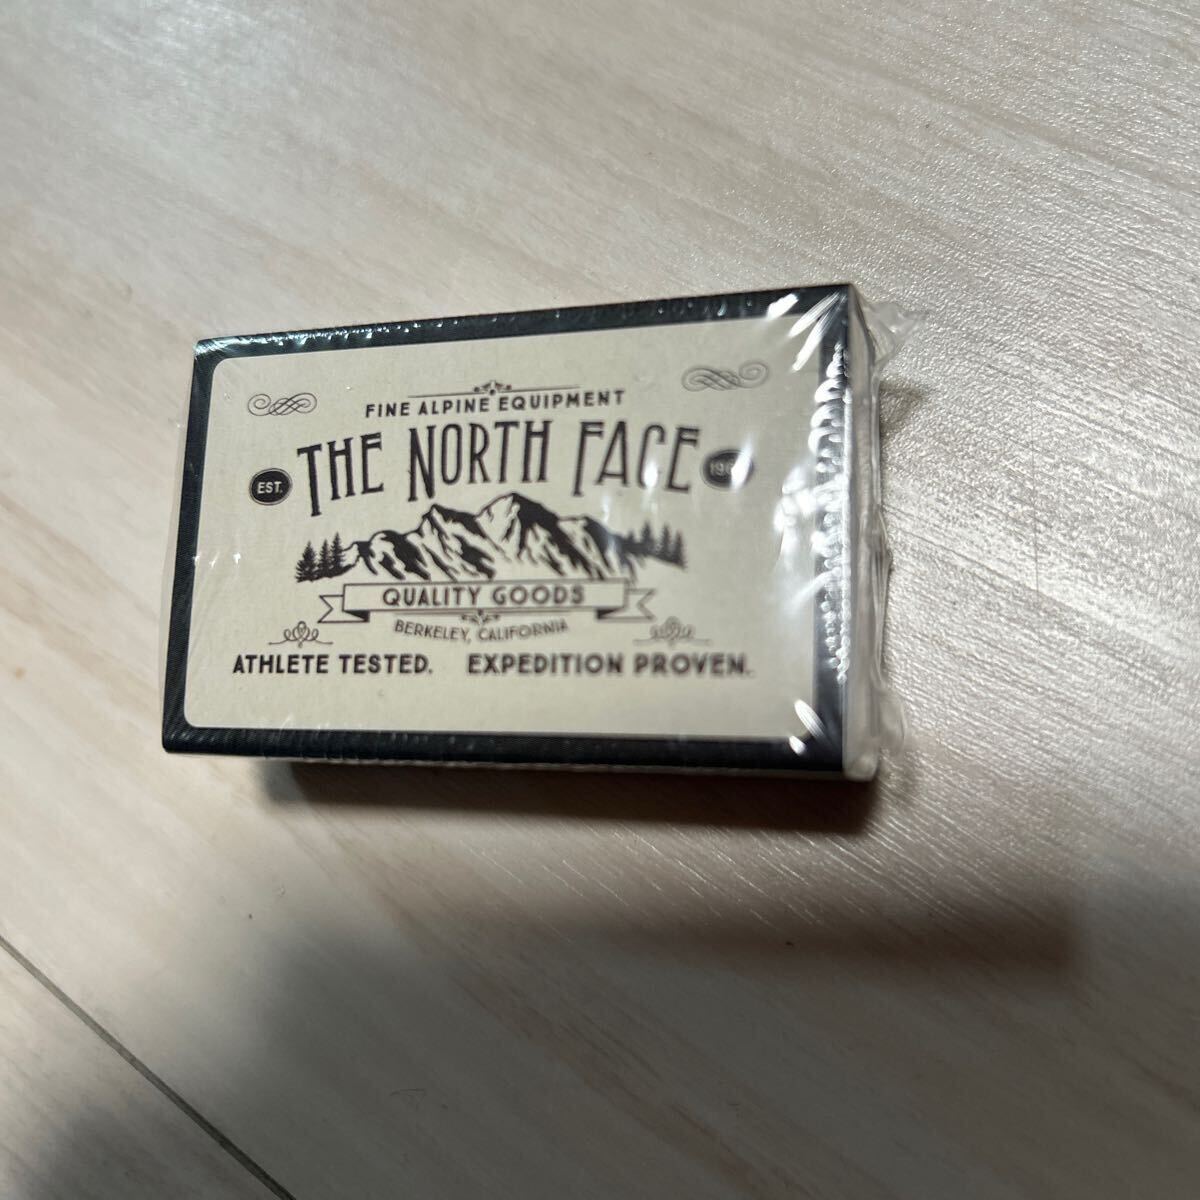 FINE ALPINE EQUIPMENT
THE NORTH FACE
EST.
QUALITY GOODS
BERKELEY, CALIFORNIA
ATHLETE TESTED. EXPEDITION PROVEN.